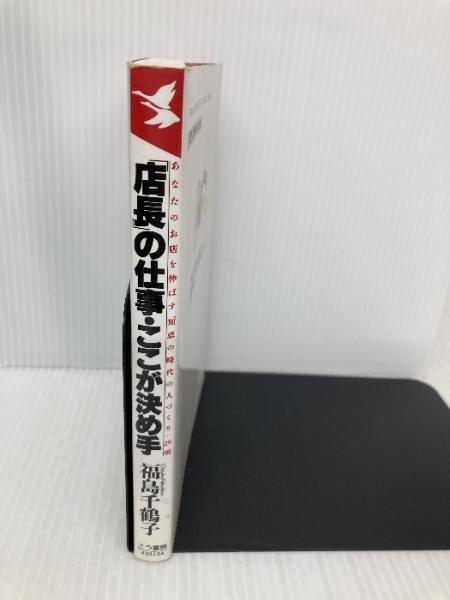 「店長」の仕事・ここが決め手
あなたのお店を伸ばす「知恵の時代の人づくり」
福島千鶴子
こう書房